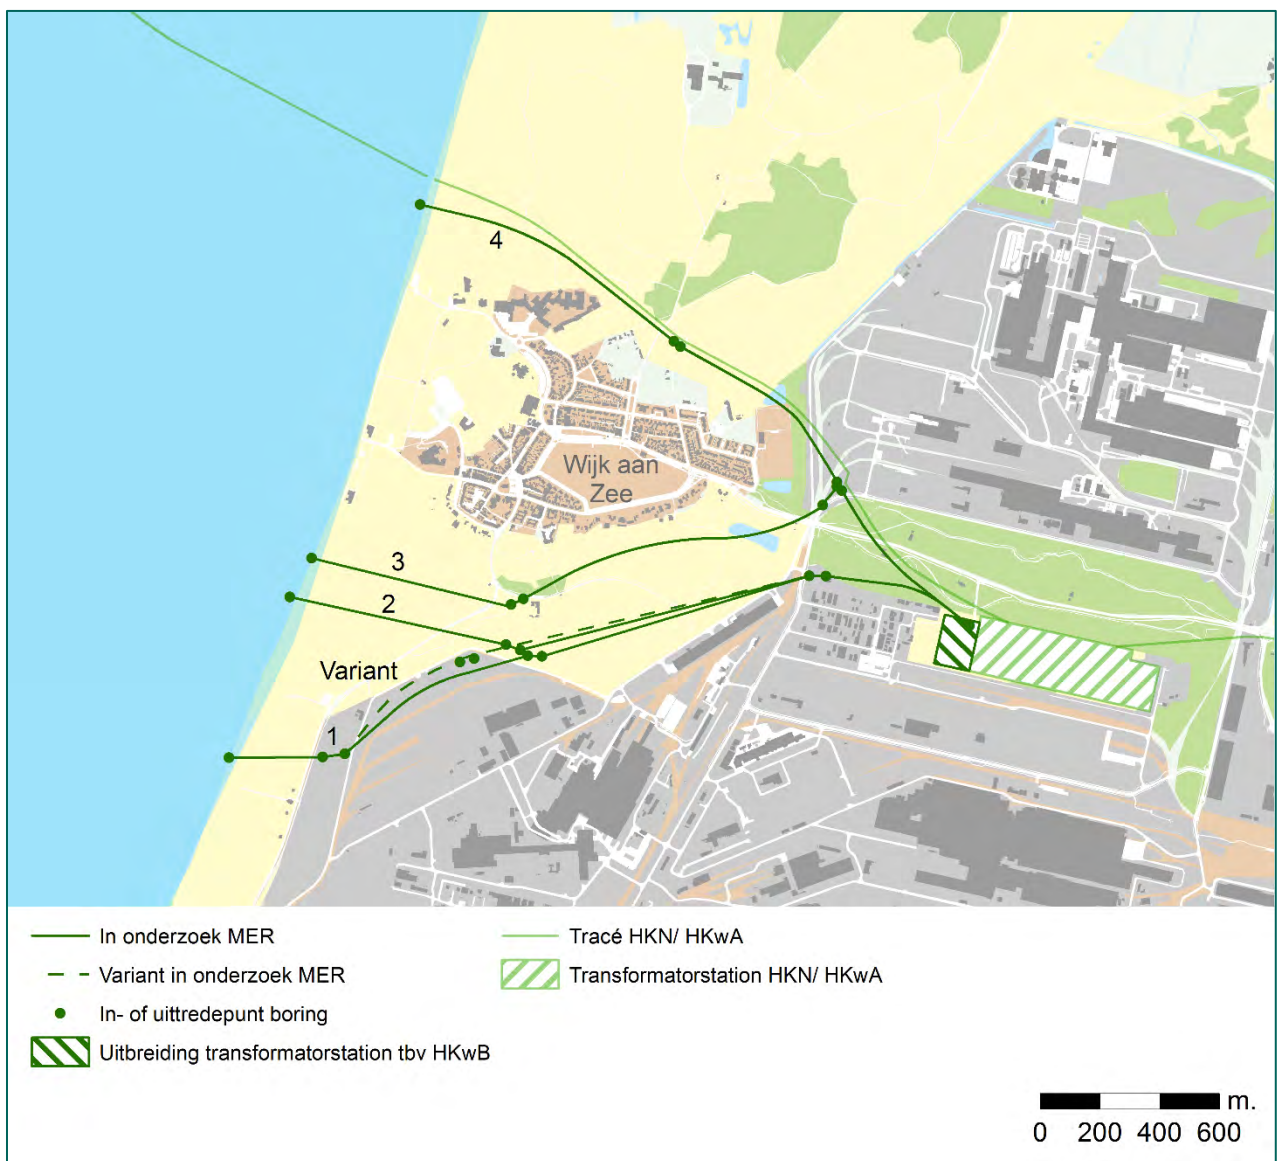 4
Wijk aan
Zee
3
2
Variant
1
In onderzoek MER
Variant in onderzoek MER
In- of uittredepunt boring
Uitbreiding transformatorstation tbv HKwB
Tracé HKN/ HKwA
Transformatorstation HKN/ HKwA
m.
0 200 400 600